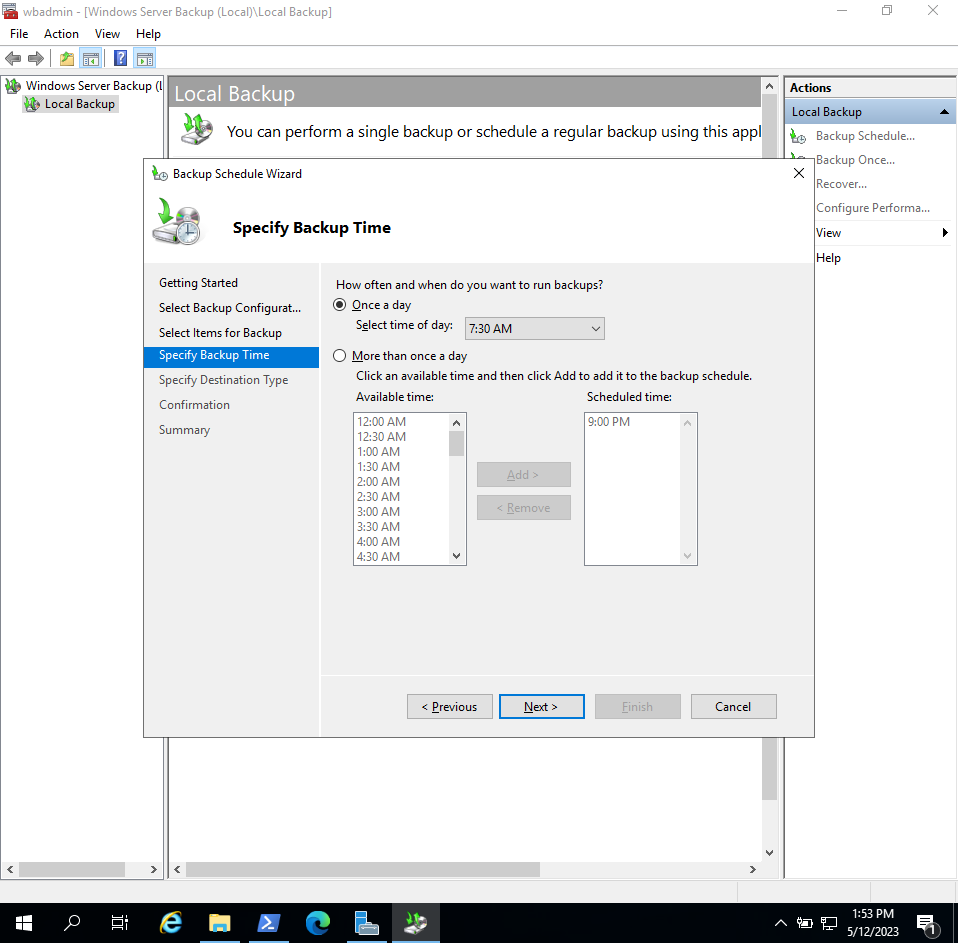 wbadmin - [Windows Server Backup (Local)\Local Backup]
File Action View Help
Windows Server Backup (L
Local Backup
Local Backup
You can perform a single backup or schedule a regular backup using this appl
Actions
Local Backup
Backup Schedule...
Backup Once...
Recover...
Configure Performa...
View
Help
Backup Schedule Wizard
Specify Backup Time
Getting Started
Select Backup Configurat...
Select Items for Backup
Specify Backup Time
Specify Destination Type
Confirmation
Summary
How often and when do you want to run backups?
Once a day
Select time of day: 7:30 AM
More than once a day
Click an available time and then click Add to add it to the backup schedule.
Available time: Scheduled time:
12:00 AM 9:00 PM
12:30 AM
1:00 AM
1:30 AM
2:00 AM
2:30 AM
3:00 AM
3:30 AM
4:00 AM
4:30 AM
Add >
< Remove
< Previous Next > Finish Cancel
1:53 PM
5/12/2023
1